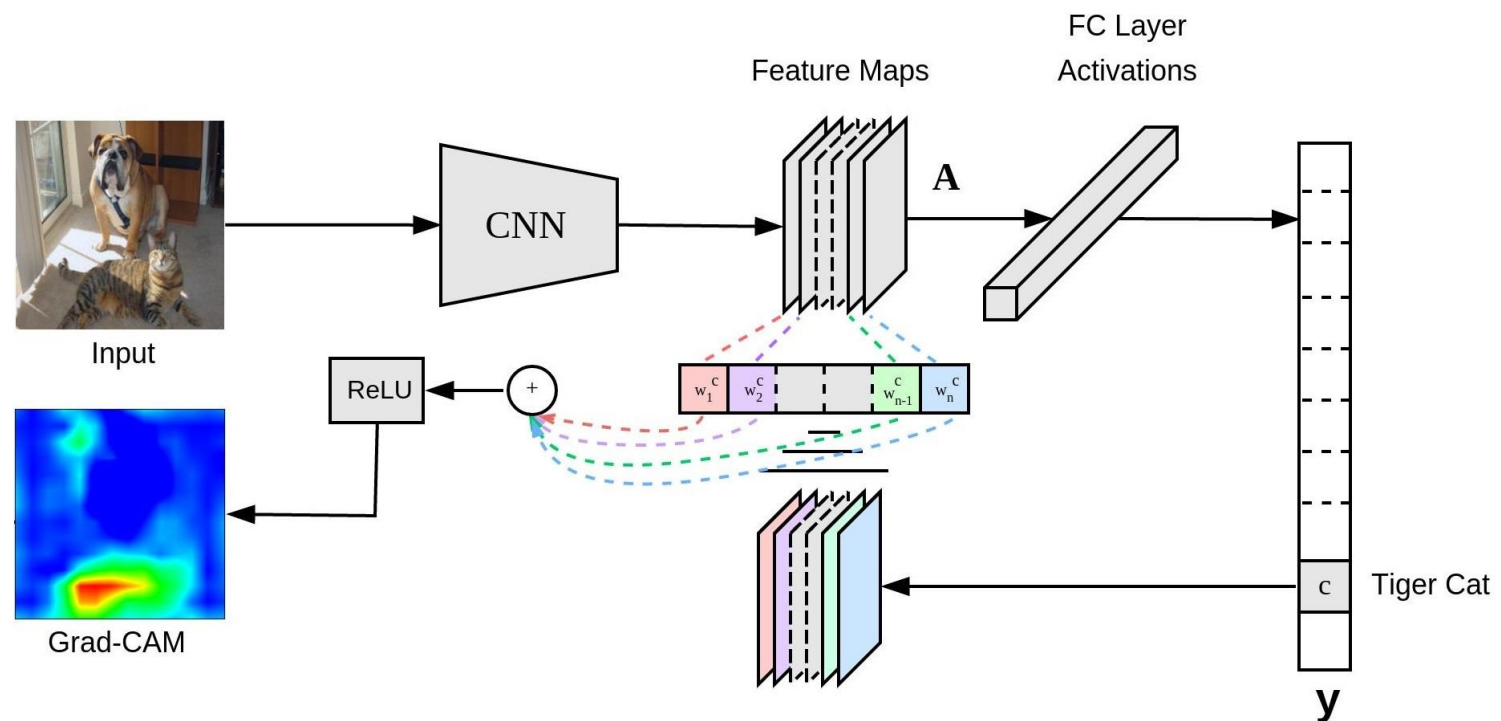 FC Layer
Activations
Feature Maps
A
CNN
Input
ReLU
+
w₁ᶜ
w₂ᶜ
wₙ₋₁ᶜ
wₙᶜ
c
Tiger Cat
Grad-CAM
y